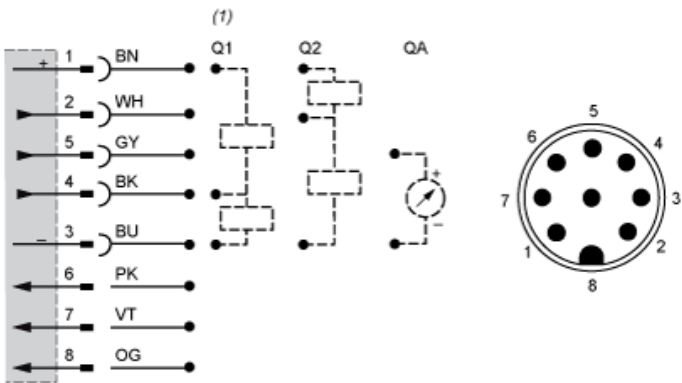 (1)
Q1 Q2 QA
+ 1 BN
2 WH
5 GY
4 BK
− 3 BU
6 PK
7 VT
8 OG
+
−
5
6 4
7 3
1 2
8